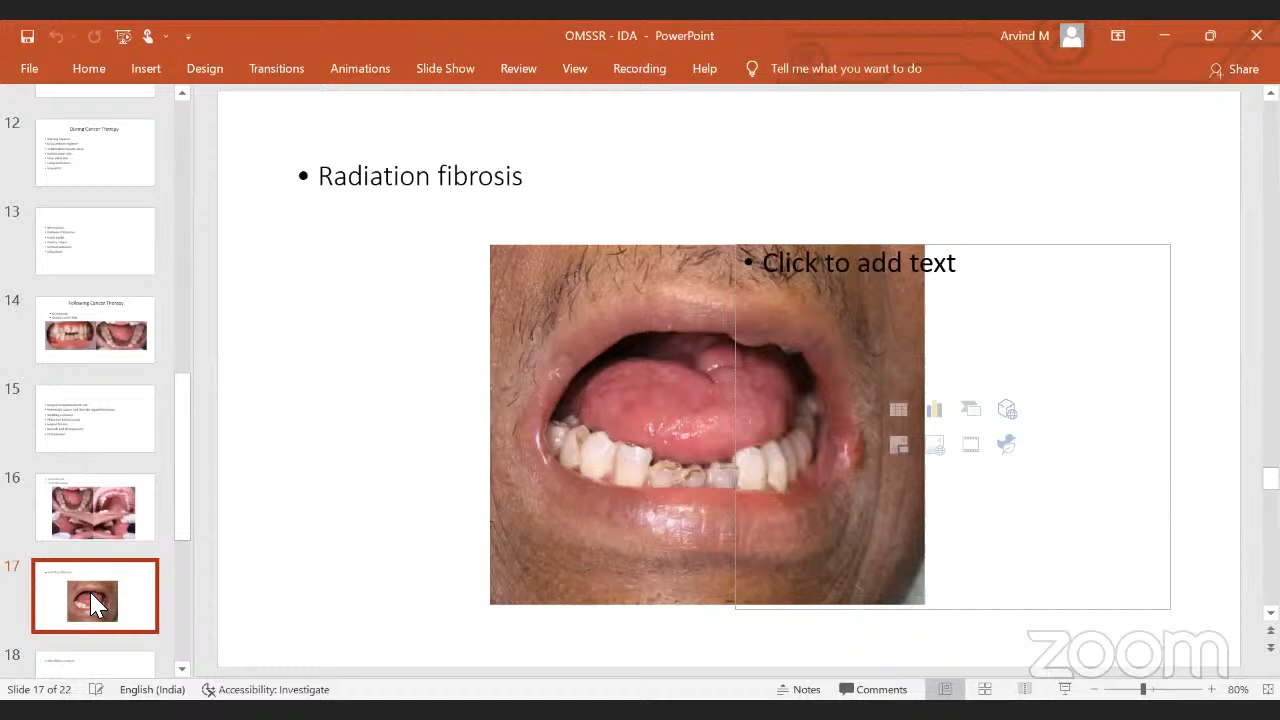 OMSSR - IDA - PowerPoint
Arvind M
File Home Insert Design Transitions Animations Slide Show Review View Recording Help Tell me what you want to do Share
12
During Cancer Therapy
13
14
Following Cancer Therapy
15
16
17
18
• Radiation fibrosis
• Click to add text
zoom
Slide 17 of 22 English (India) Accessibility: Investigate Notes Comments 80%